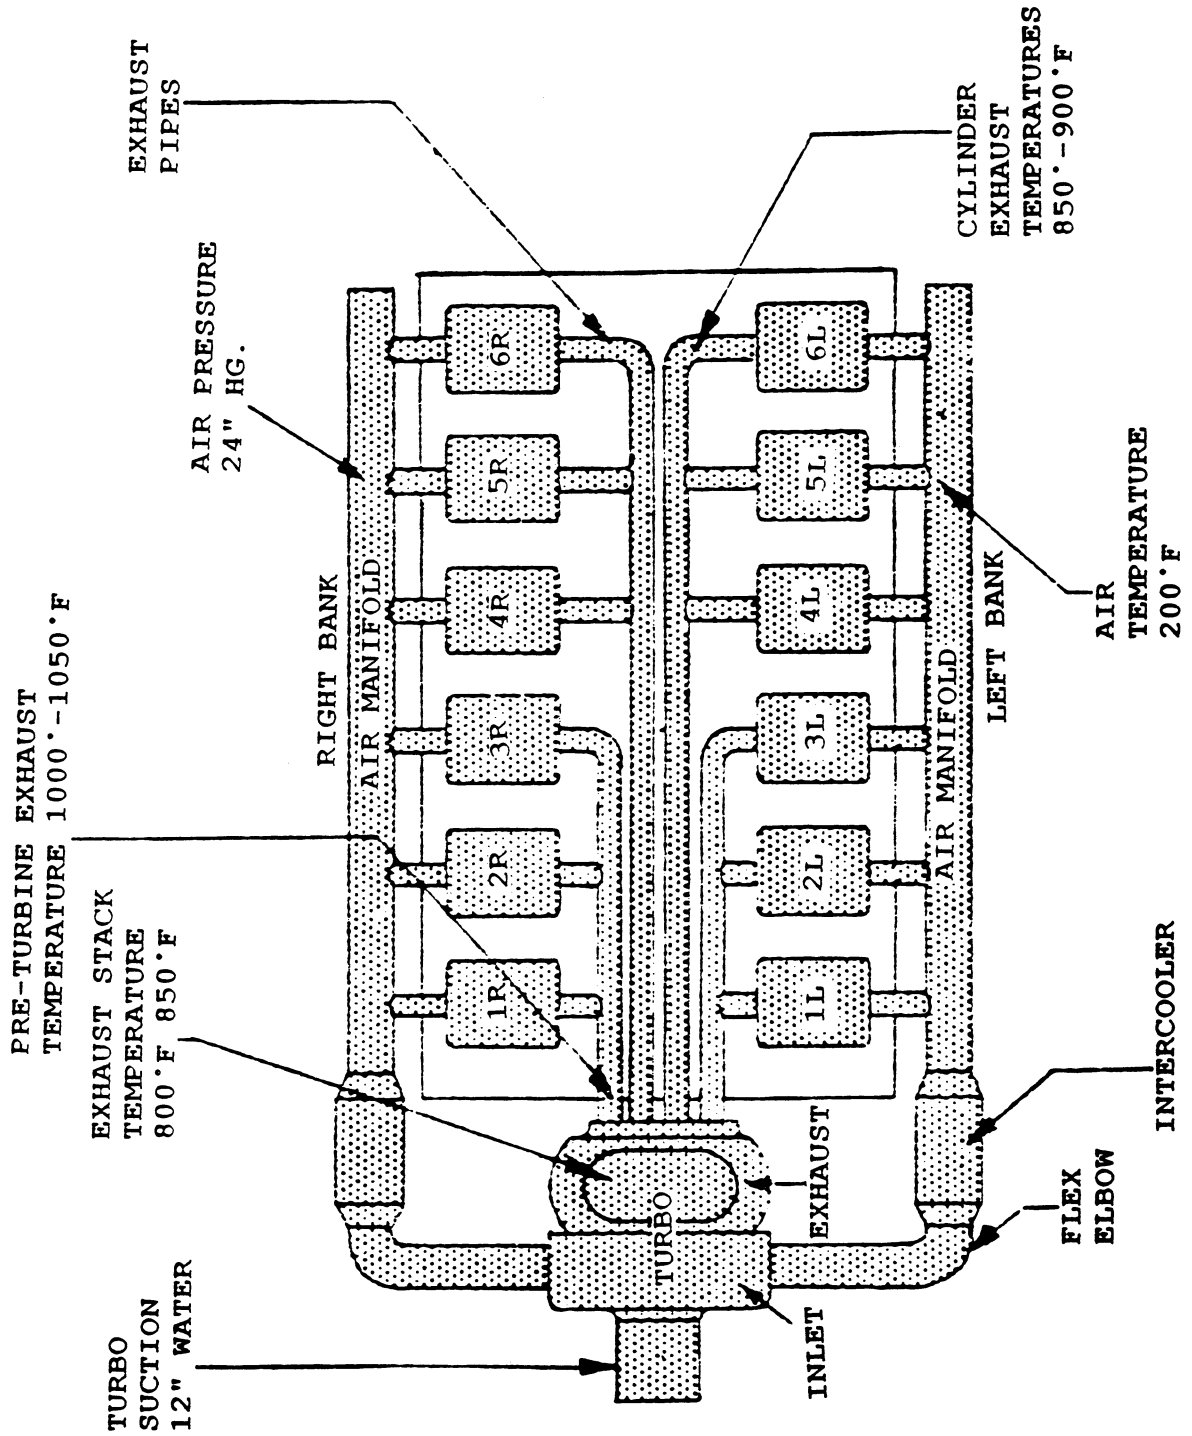 TURBO
SUCTION
12" WATER
EXHAUST STACK
TEMPERATURE
800°F 850°F
PRE-TURBINE EXHAUST
TEMPERATURE 1000°-1050°F
AIR PRESSURE
24" HG.
EXHAUST
PIPES
RIGHT BANK
AIR MANIFOLD
1R
2R
3R
4R
5R
6R
TURBO
EXHAUST
INLET
1L
2L
3L
4L
5L
6L
AIR MANIFOLD
LEFT BANK
FLEX
ELBOW
INTERCOOLER
AIR
TEMPERATURE
200°F
CYLINDER
EXHAUST
TEMPERATURES
850°-900°F